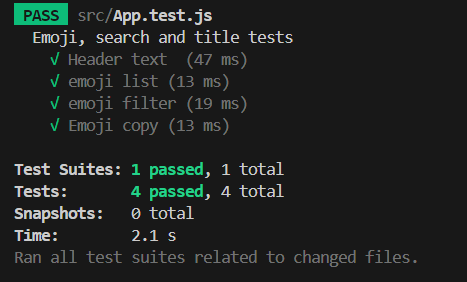 PASS src/App.test.js
Emoji, search and title tests
√ Header text (47 ms)
√ emoji list (13 ms)
√ emoji filter (19 ms)
√ Emoji copy (13 ms)
Test Suites: 1 passed, 1 total
Tests: 4 passed, 4 total
Snapshots: 0 total
Time: 2.1 s
Ran all test suites related to changed files.